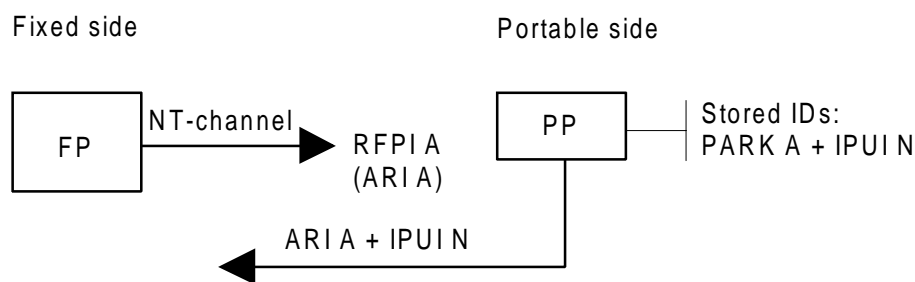 Fixed side
Portable side
FP
NT-channel
RFPI A
(ARI A)
PP
Stored IDs:
PARK A + IPUI N
ARI A + IPUI N